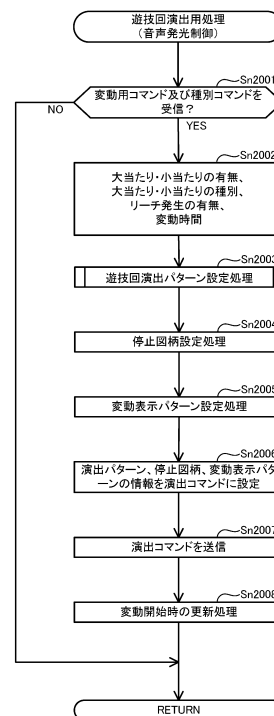 遊技回演出用処理
(音声発光制御)
Sn2001
変動用コマンド及び種別コマンドを
受信？
NO
YES
Sn2002
大当たり・小当たりの有無、
大当たり・小当たりの種別、
リーチ発生の有無、
変動時間
Sn2003
遊技回演出パターン設定処理
Sn2004
停止図柄設定処理
Sn2005
変動表示パターン設定処理
Sn2006
演出パターン、停止図柄、変動表示パタ
ーンの情報を演出コマンドに設定
Sn2007
演出コマンドを送信
Sn2008
変動開始時の更新処理
RETURN